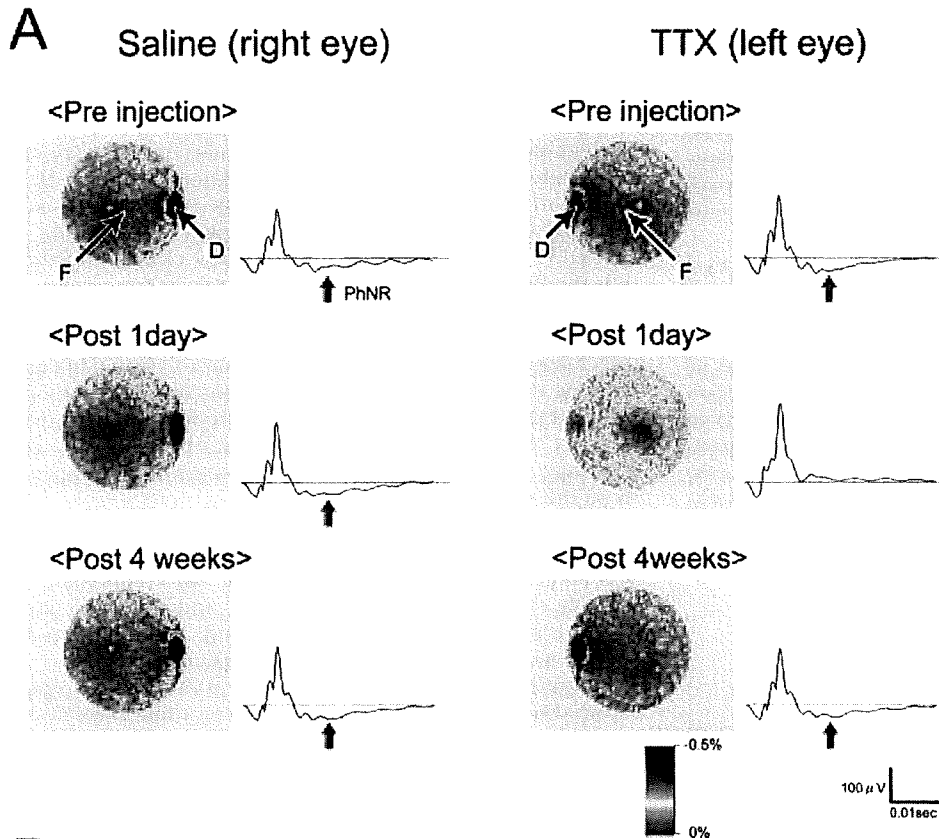 A
Saline (right eye)
TTX (left eye)
<Pre injection>
<Pre injection>
F
D
PhNR
D
F
<Post 1day>
<Post 1day>
<Post 4 weeks>
<Post 4weeks>
-0.5%
0%
100 μV
0.01sec